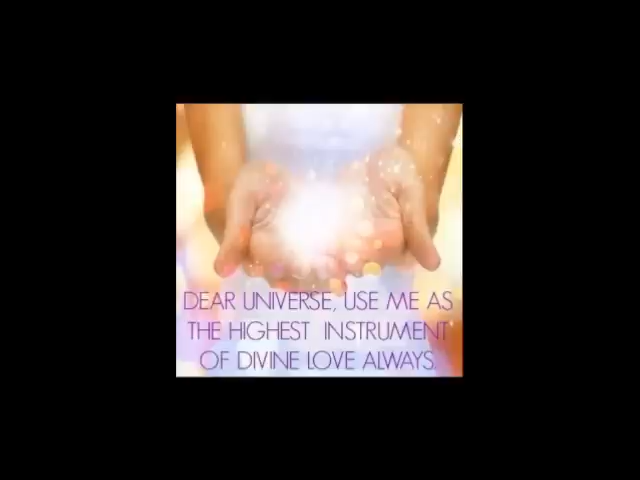 DEAR UNIVERSE, USE ME AS
THE HIGHEST INSTRUMENT
OF DIVINE LOVE ALWAYS.